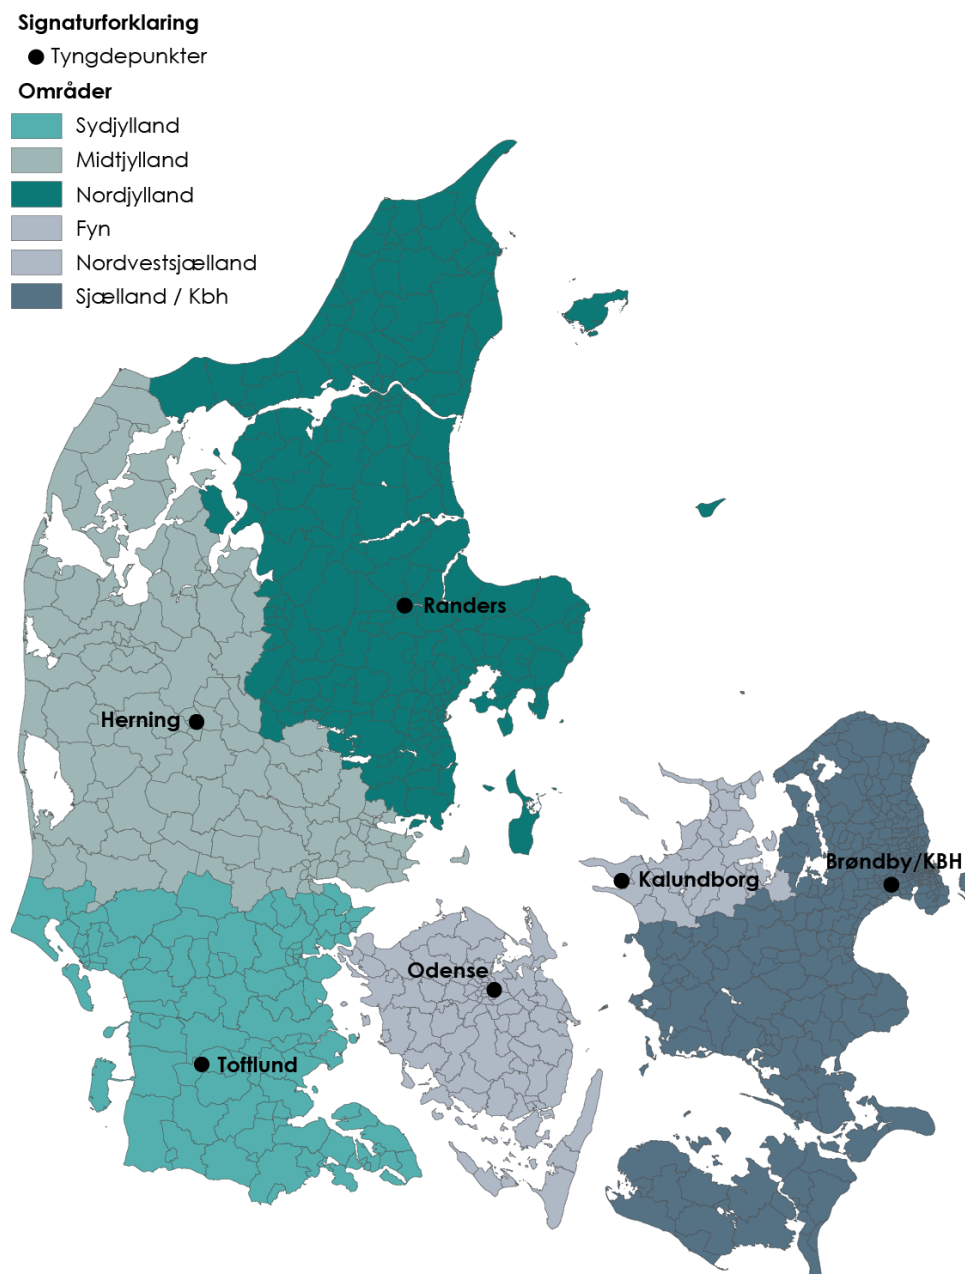 Signaturforklaring
Tyngdepunkter
Områder
Sydjylland
Midtjylland
Nordjylland
Fyn
Nordvestsjælland
Sjælland / Kbh
Randers
Herning
Brøndby/KBH
Kalundborg
Odense
Toftlund